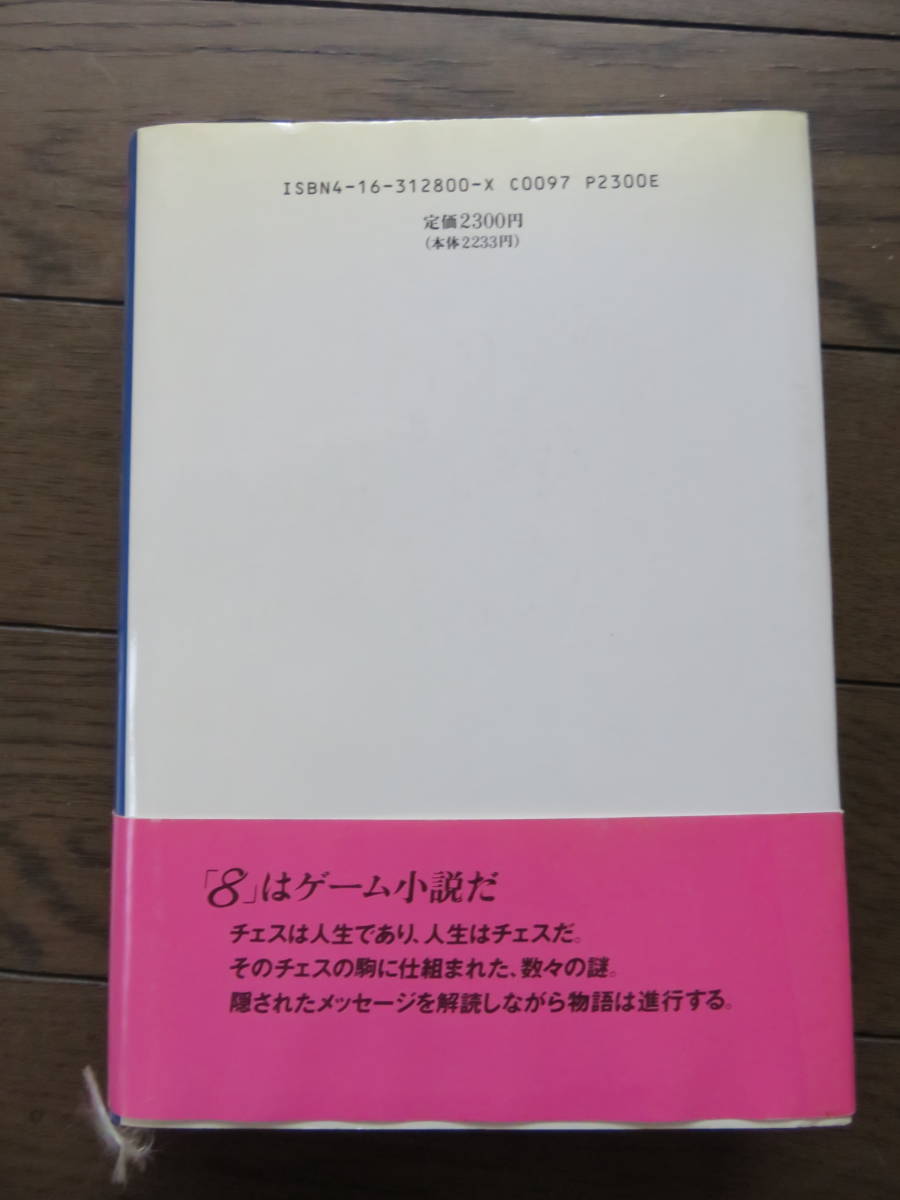 ISBN4-16-312800-X C0097 P2300E
定価2300円
(本体2233円)
「8」はゲーム小説だ
チェスは人生であり、人生はチェスだ。
そのチェスの駒に仕組まれた、数々の謎。
隠されたメッセージを解読しながら物語は進行する。